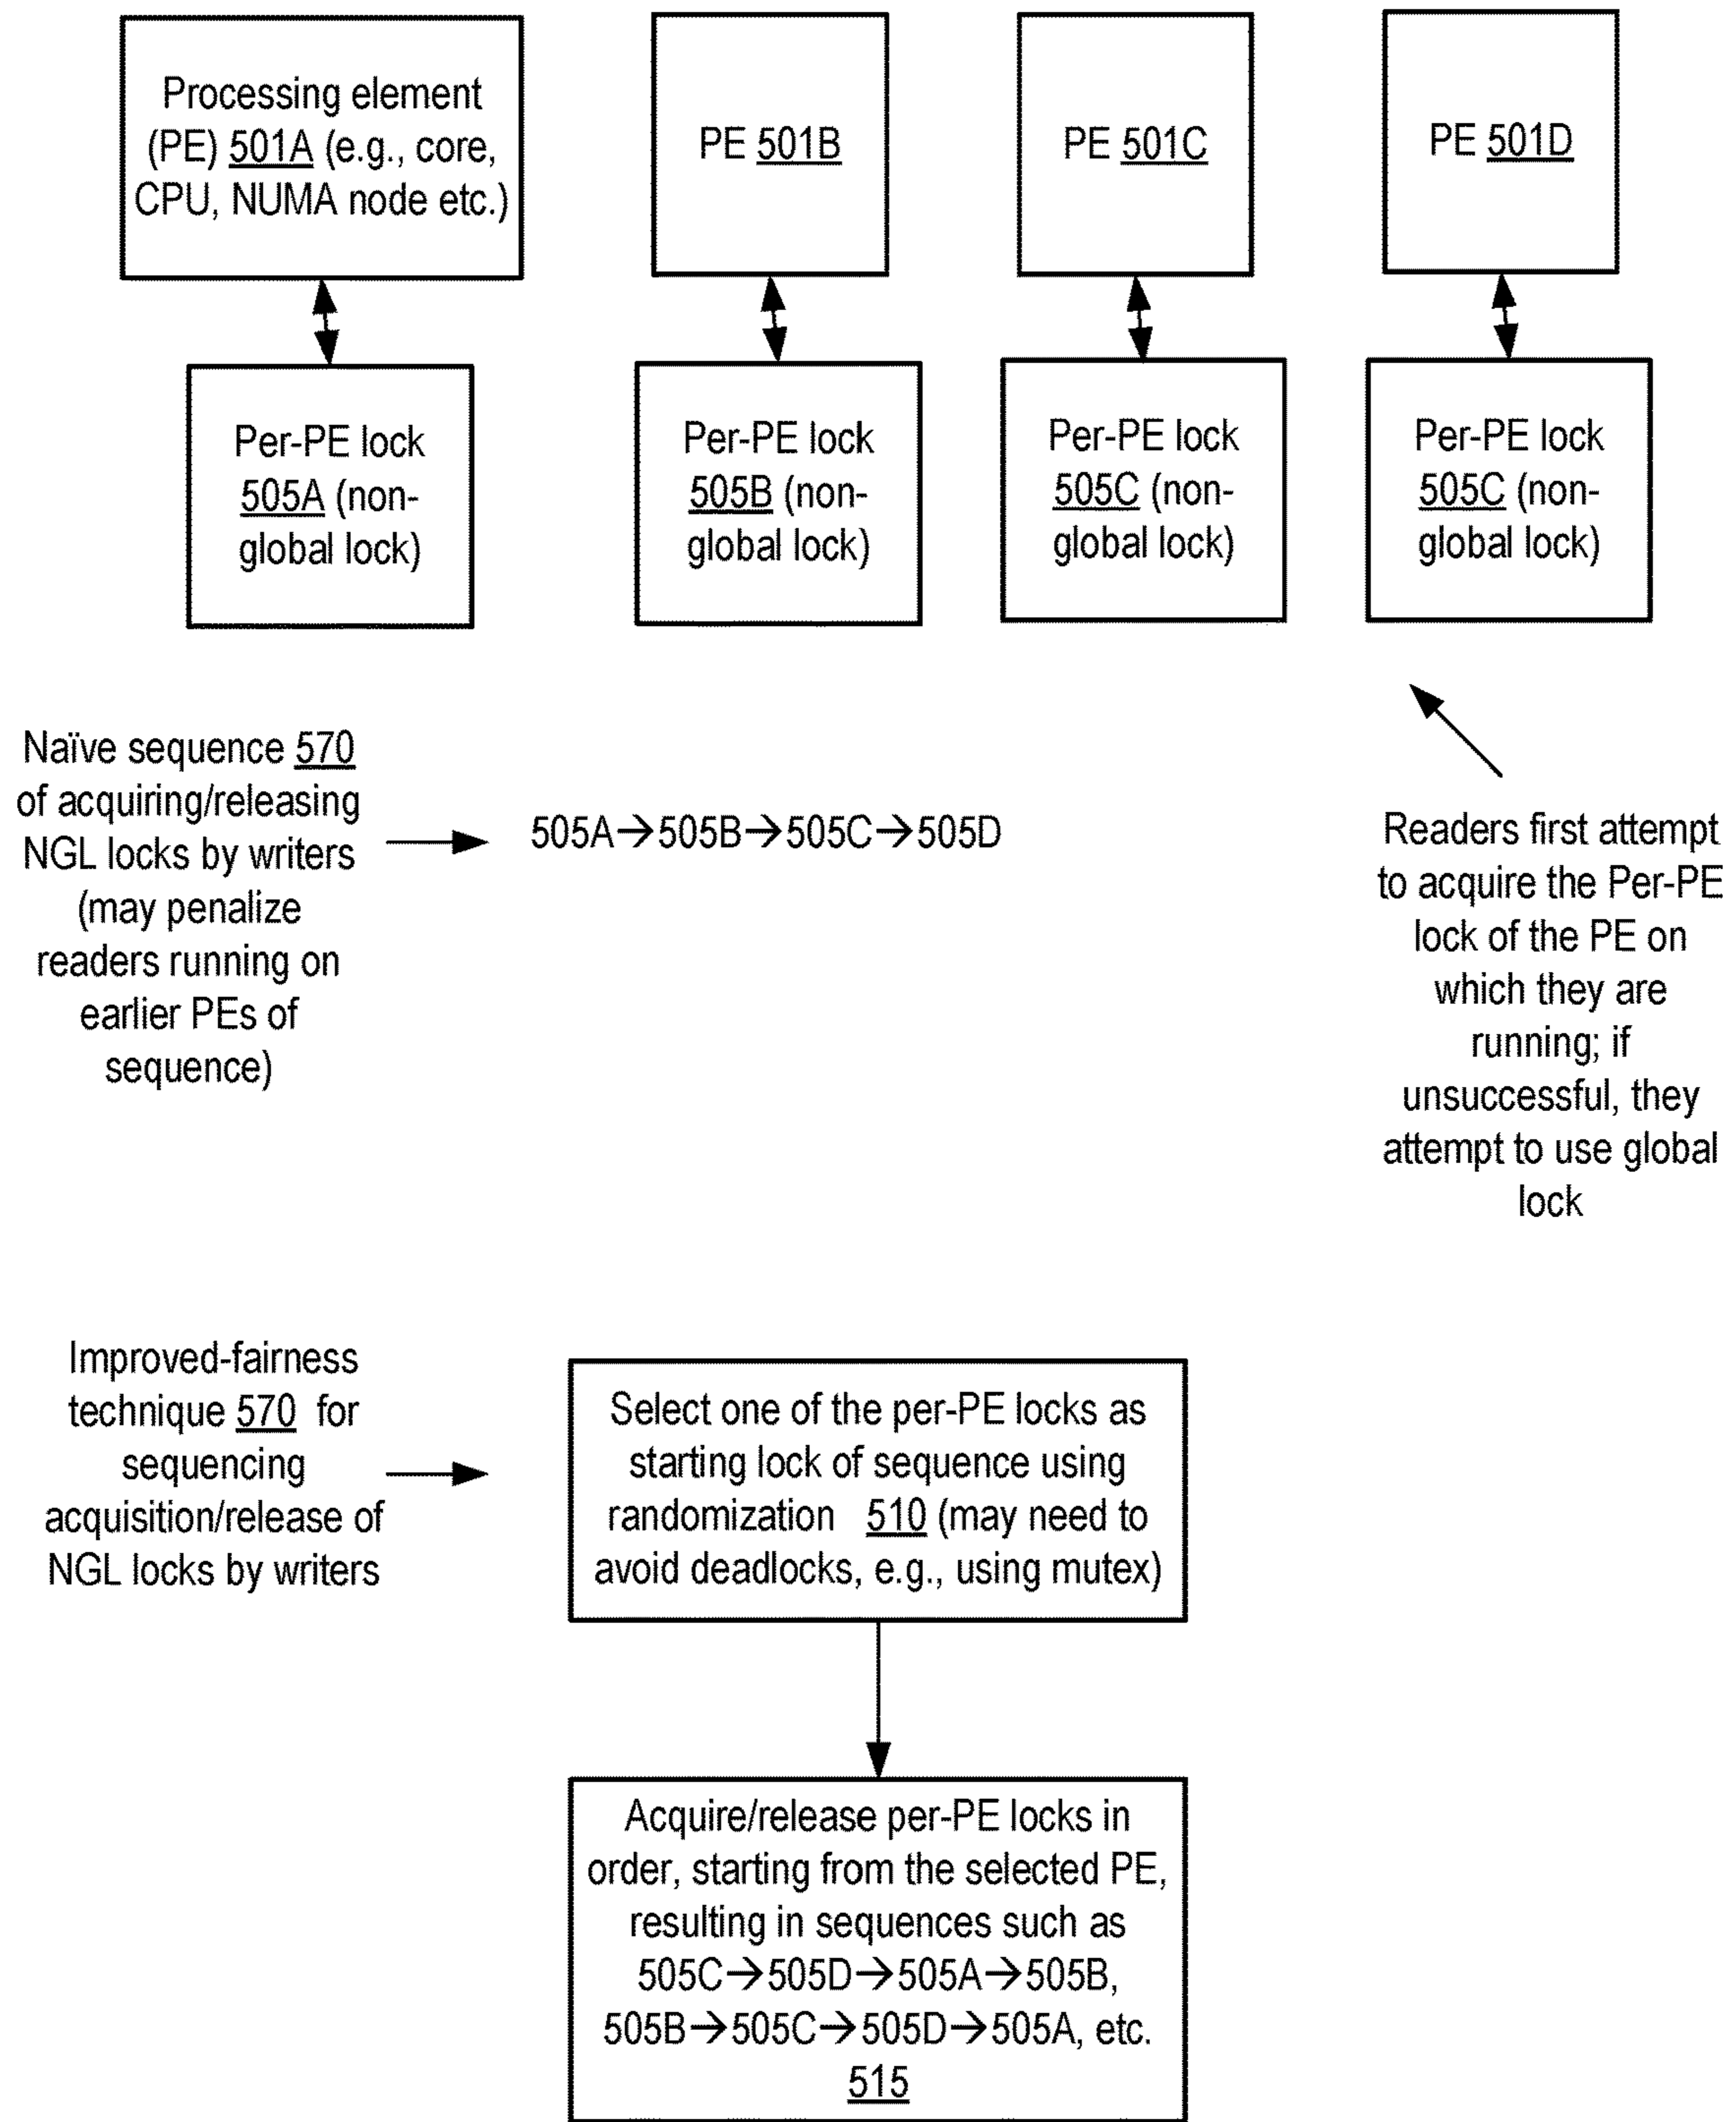 Processing element
(PE) 501A (e.g., core,
CPU, NUMA node etc.)
PE 501B
PE 501C
PE 501D
Per-PE lock
505A (non-
global lock)
Per-PE lock
505B (non-
global lock)
Per-PE lock
505C (non-
global lock)
Per-PE lock
505C (non-
global lock)
Naïve sequence 570
of acquiring/releasing
NGL locks by writers
(may penalize
readers running on
earlier PEs of
sequence)
505A→505B→505C→505D
Readers first attempt
to acquire the Per-PE
lock of the PE on
which they are
running; if
unsuccessful, they
attempt to use global
lock
Improved-fairness
technique 570 for
sequencing
acquisition/release of
NGL locks by writers
Select one of the per-PE locks as
starting lock of sequence using
randomization 510 (may need to
avoid deadlocks, e.g., using mutex)
Acquire/release per-PE locks in
order, starting from the selected PE,
resulting in sequences such as
505C→505D→505A→505B,
505B→505C→505D→505A, etc.
515